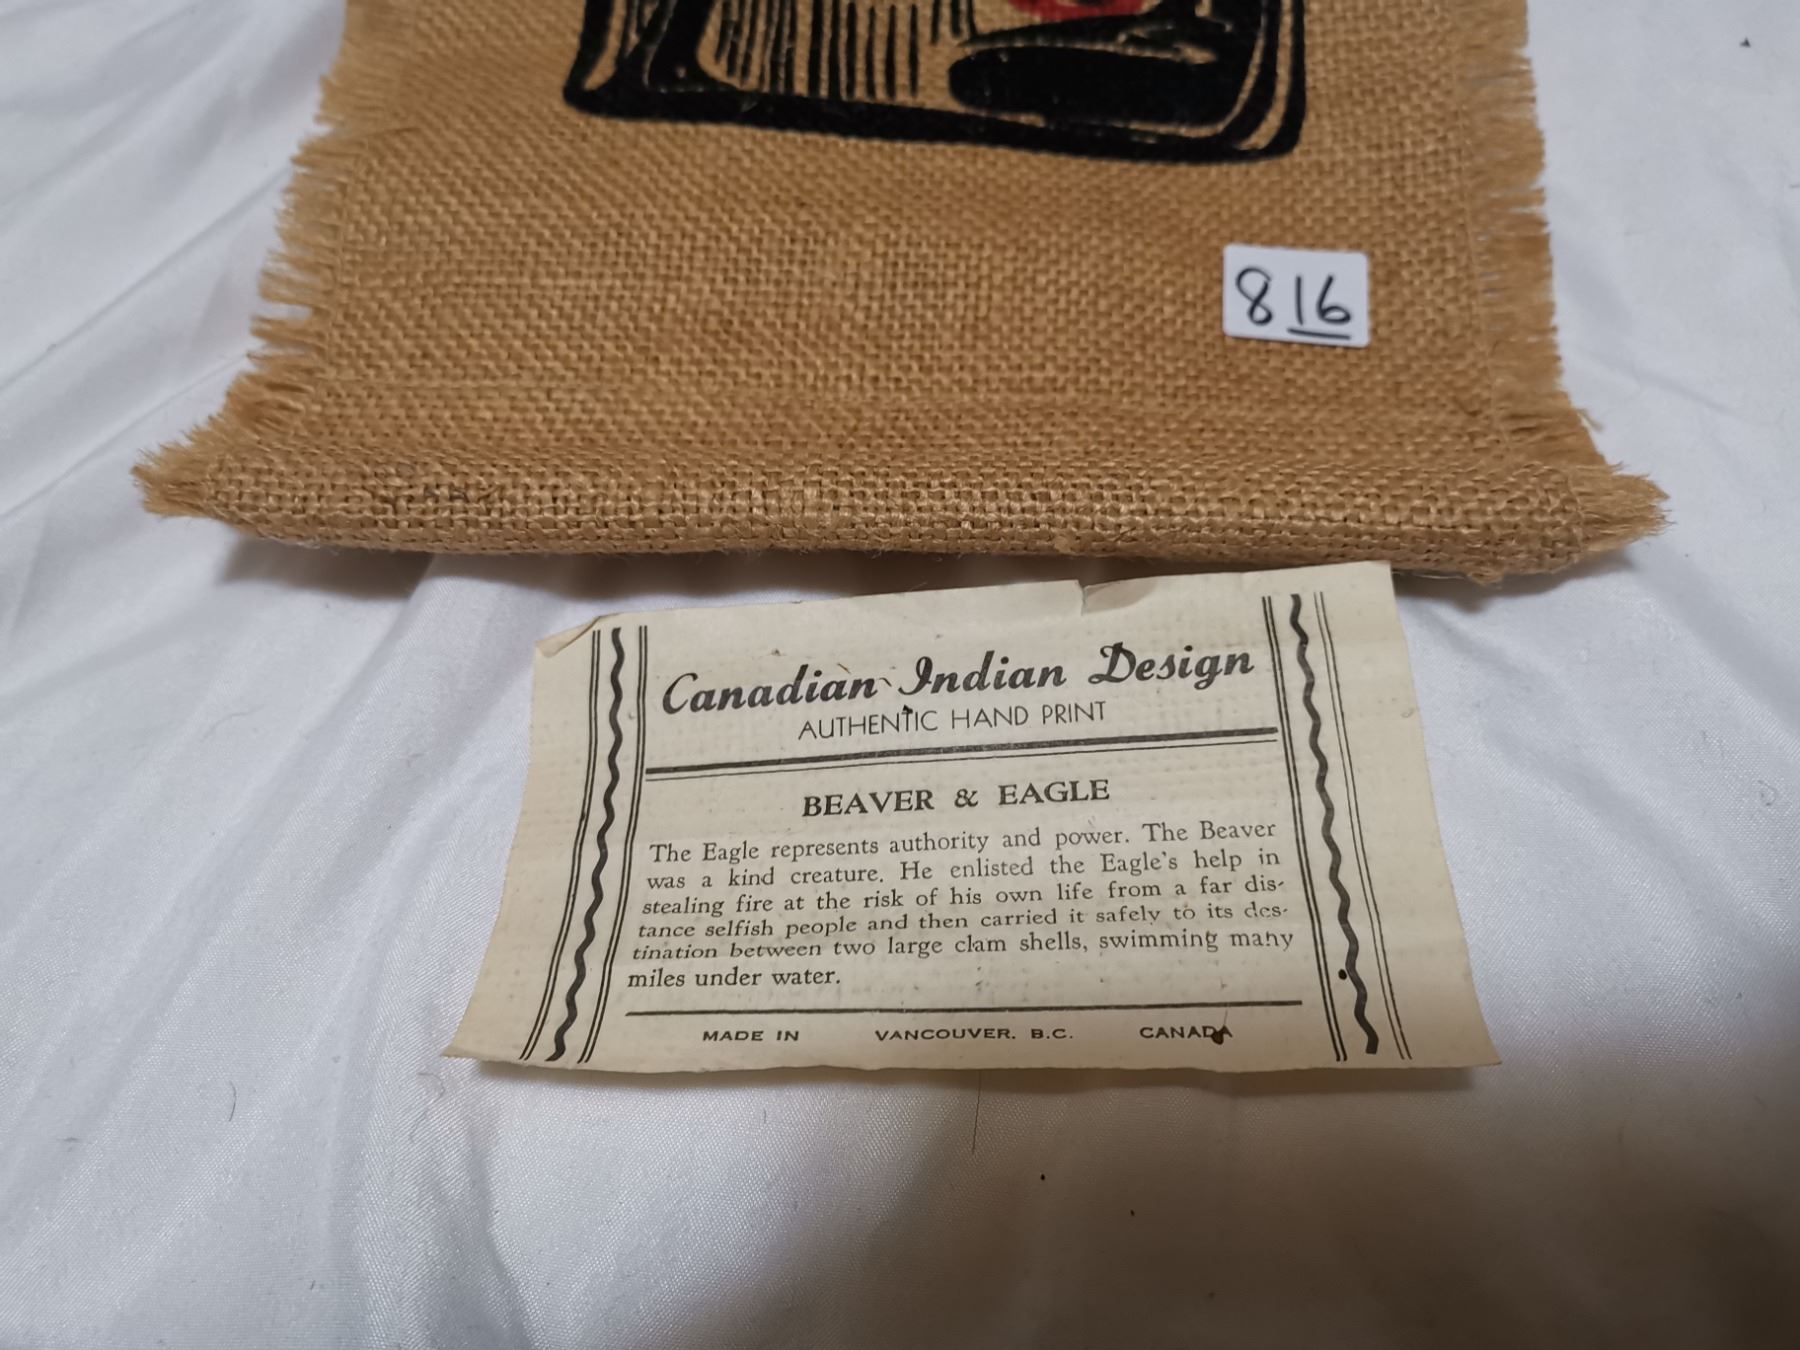 816
Canadian Indian Design
AUTHENTIC HAND PRINT
BEAVER & EAGLE
The Eagle represents authority and power. The Beaver
was a kind creature. He enlisted the Eagle's help in
stealing fire at the risk of his own life from a far dis-
tance selfish people and then carried it safely to its des-
tination between two large clam shells, swimming many
miles under water.
MADE IN VANCOUVER. B.C. CANADA